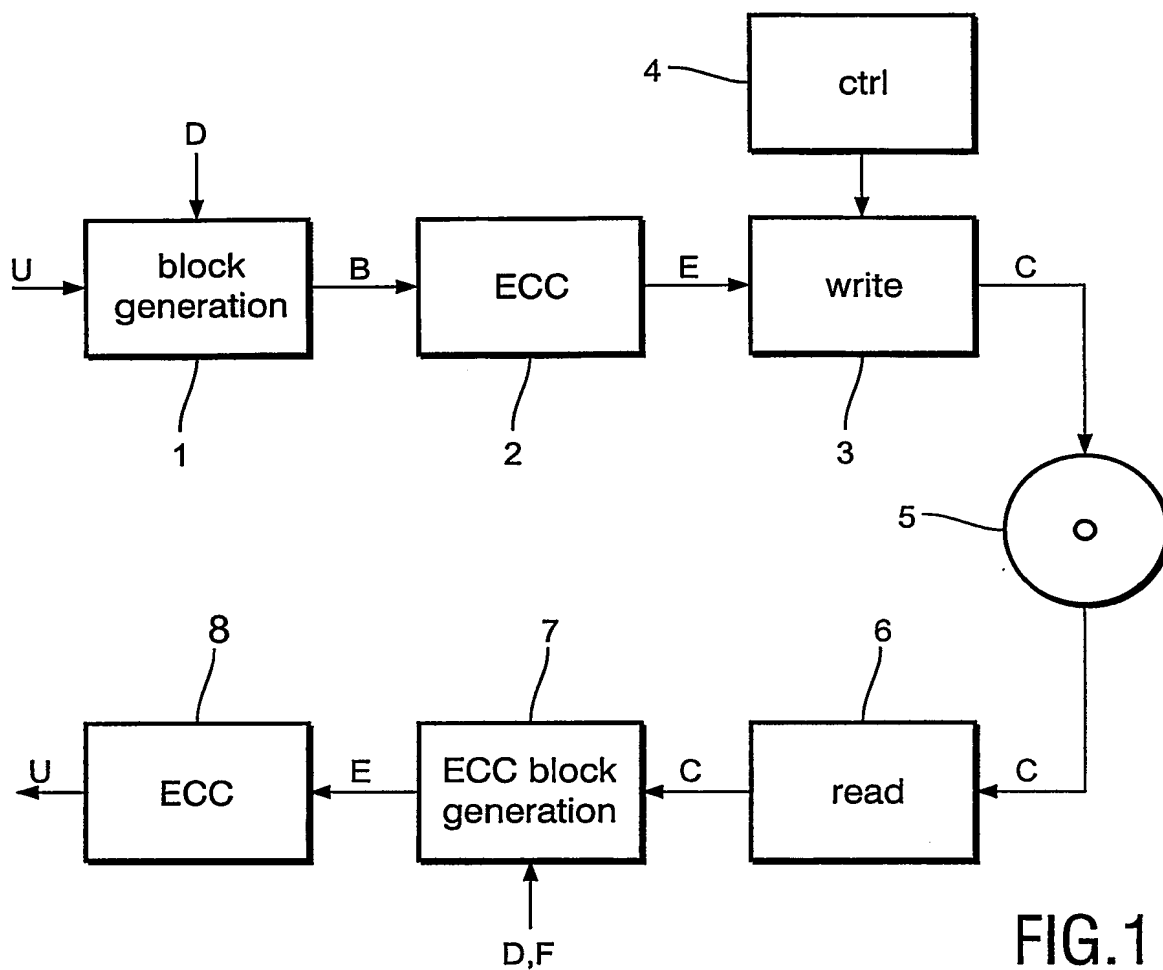 4
ctrl
D
U
block
generation
B
ECC
E
write
C
1
2
3
5
8
7
6
U
ECC
E
ECC block
generation
C
read
C
D,F
FIG.1